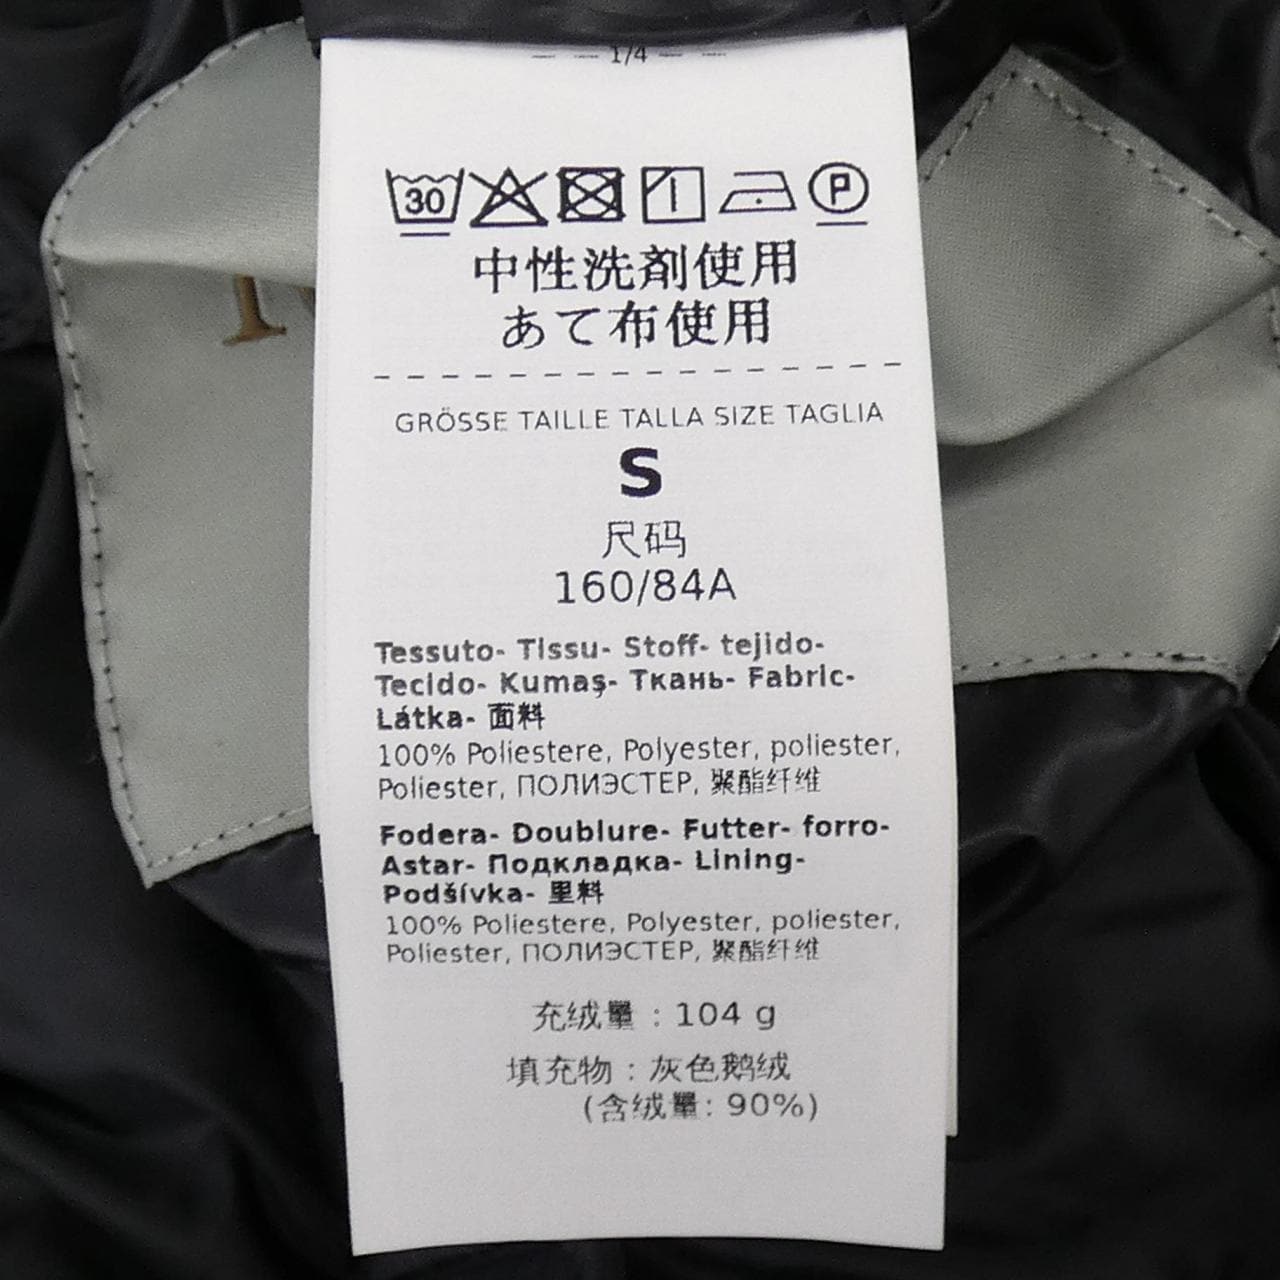 1/4
30 P
中性洗剤使用
あて布使用
GRÖSSE TAILLE TALLA SIZE TAGLIA
S
尺码
160/84A
Tessuto- Tissu- Stoff- tejido-
Tecido- Kumaş- Ткань- Fabric-
Látka- 面料
100% Poliestere, Polyester, poliester,
Poliester, ПОЛИЭСТЕР, 聚酯纤维
Fodera- Doublure- Futter- forro-
Astar- Подкладка- Lining-
Podšívka- 里料
100% Poliestere, Polyester, poliester,
Poliester, ПОЛИЭСТЕР, 聚酯纤维
充绒量 : 104 g
填充物 : 灰色鹅绒
(含绒量: 90%)